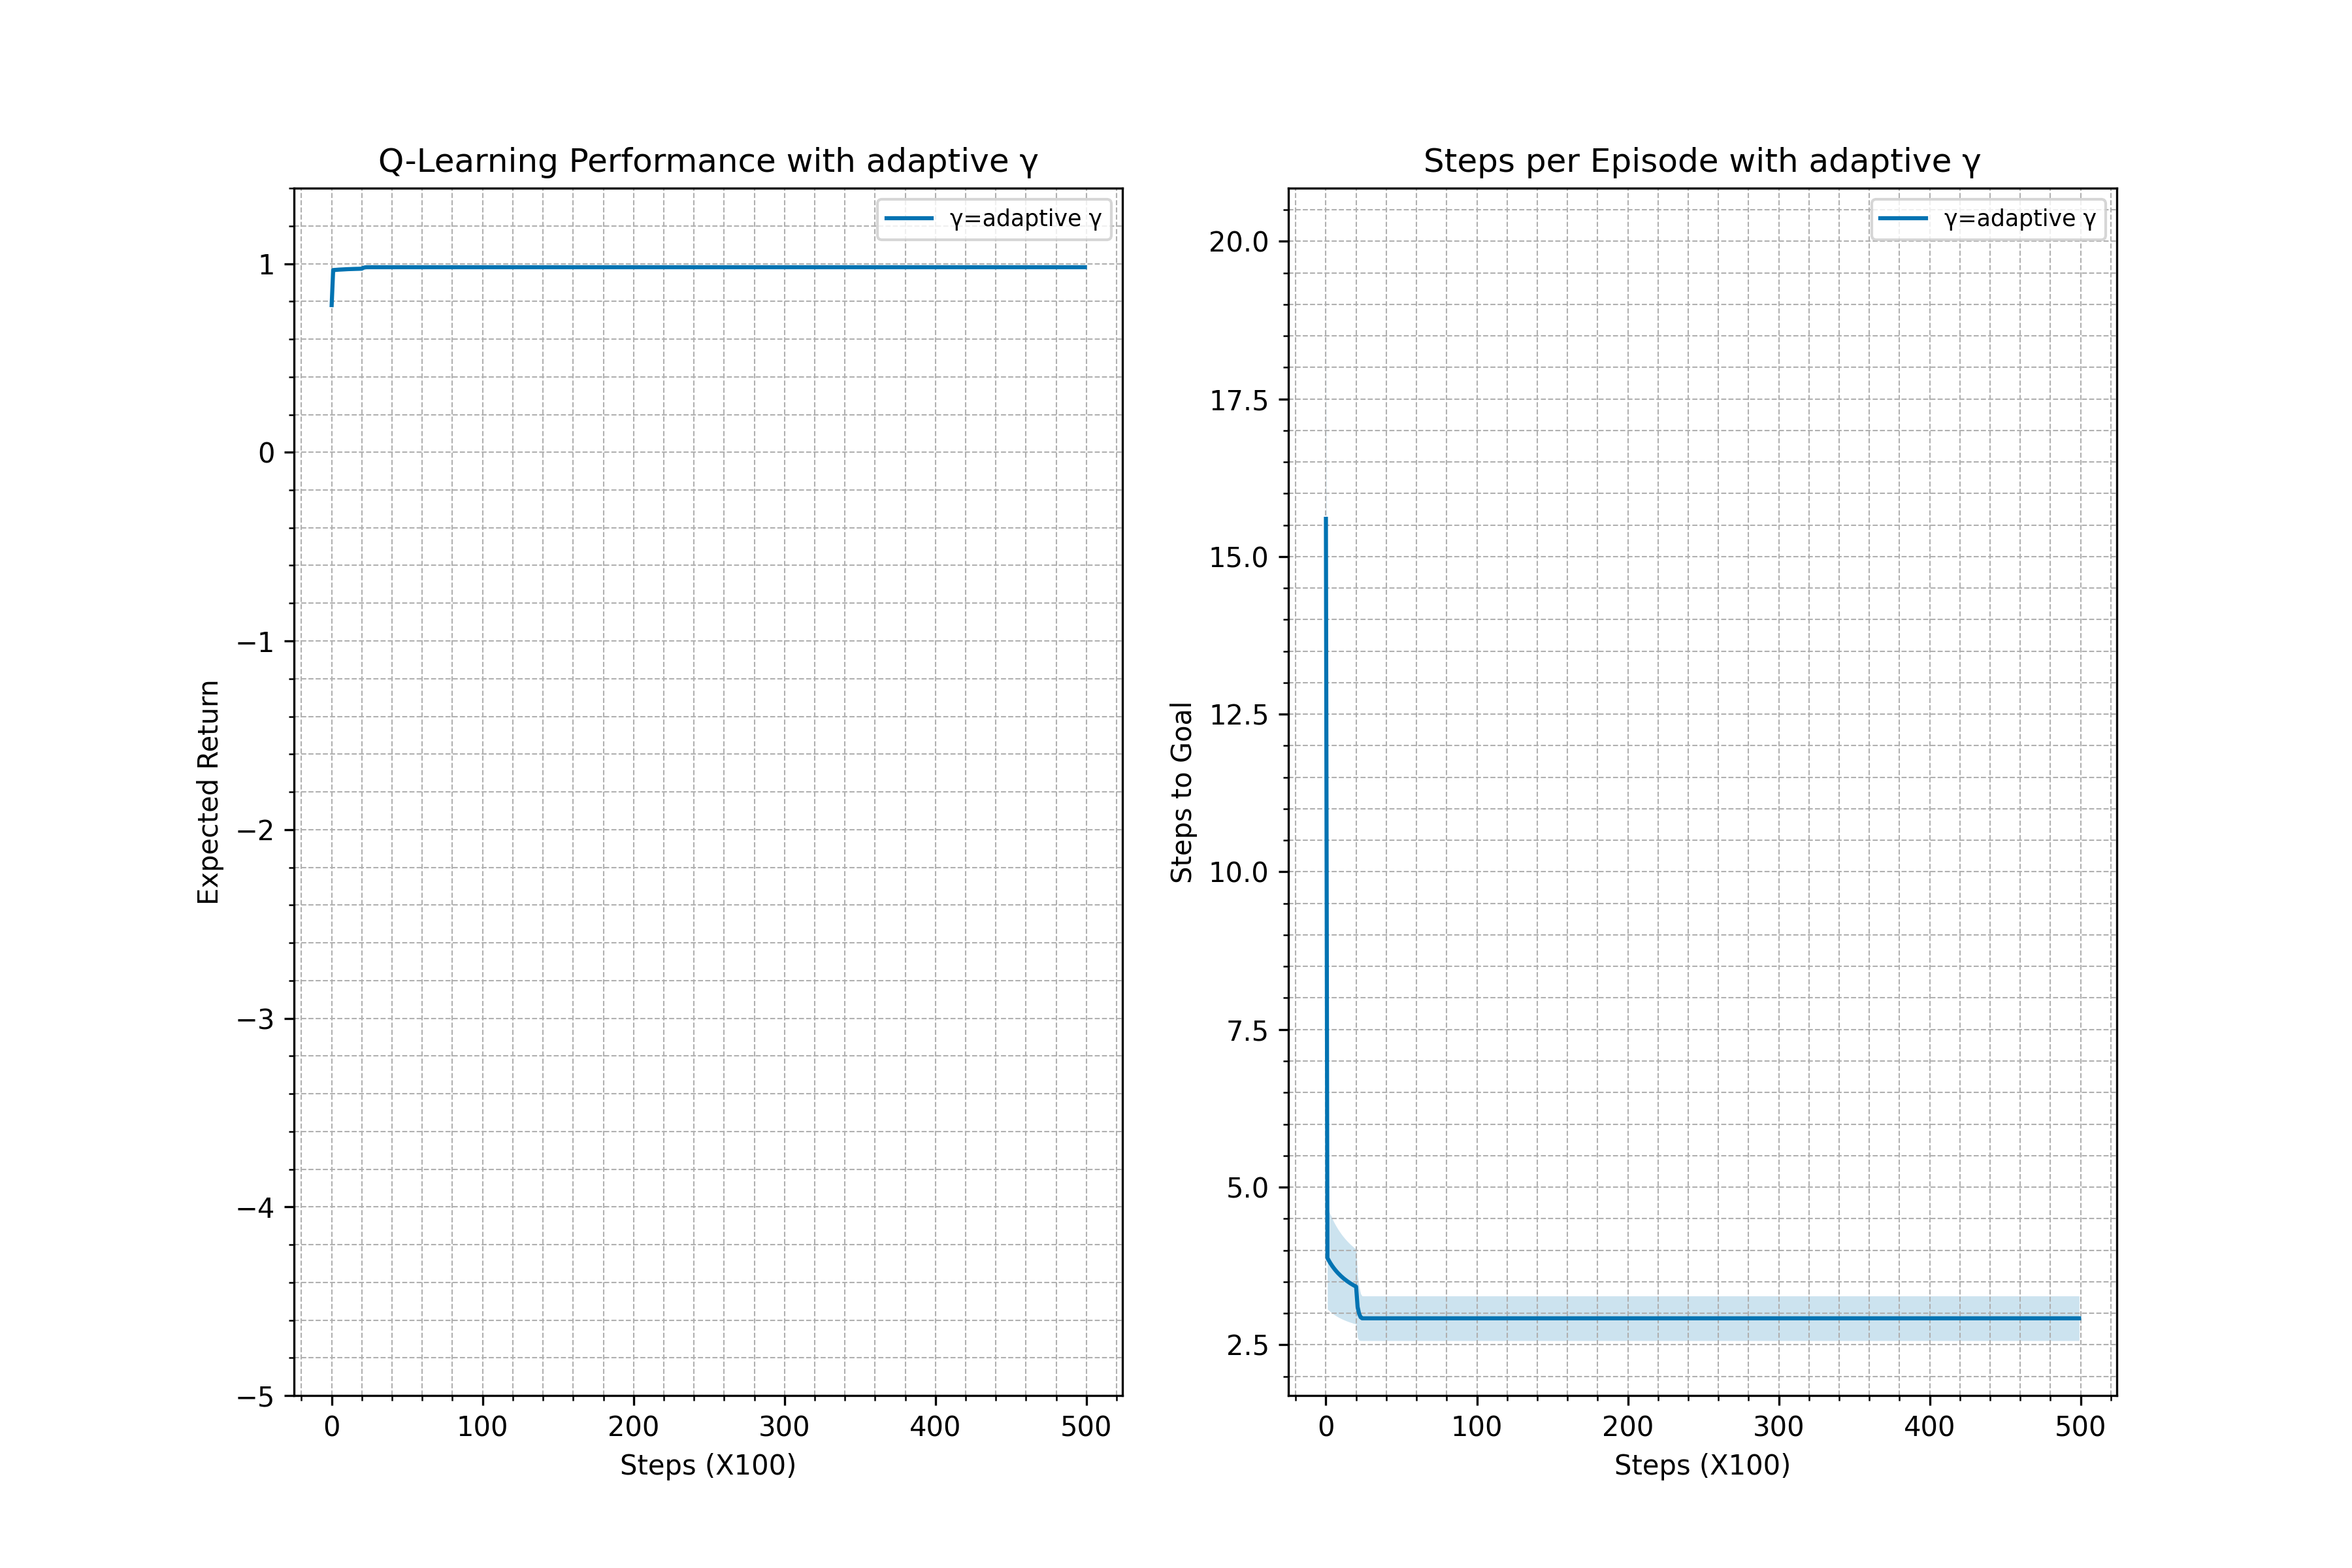 Q-Learning Performance with adaptive γ
γ=adaptive γ
1
0
−1
−2
−3
−4
−5
Expected Return
0 100 200 300 400 500
Steps (X100)
Steps per Episode with adaptive γ
γ=adaptive γ
20.0
17.5
15.0
12.5
10.0
7.5
5.0
2.5
Steps to Goal
0 100 200 300 400 500
Steps (X100)